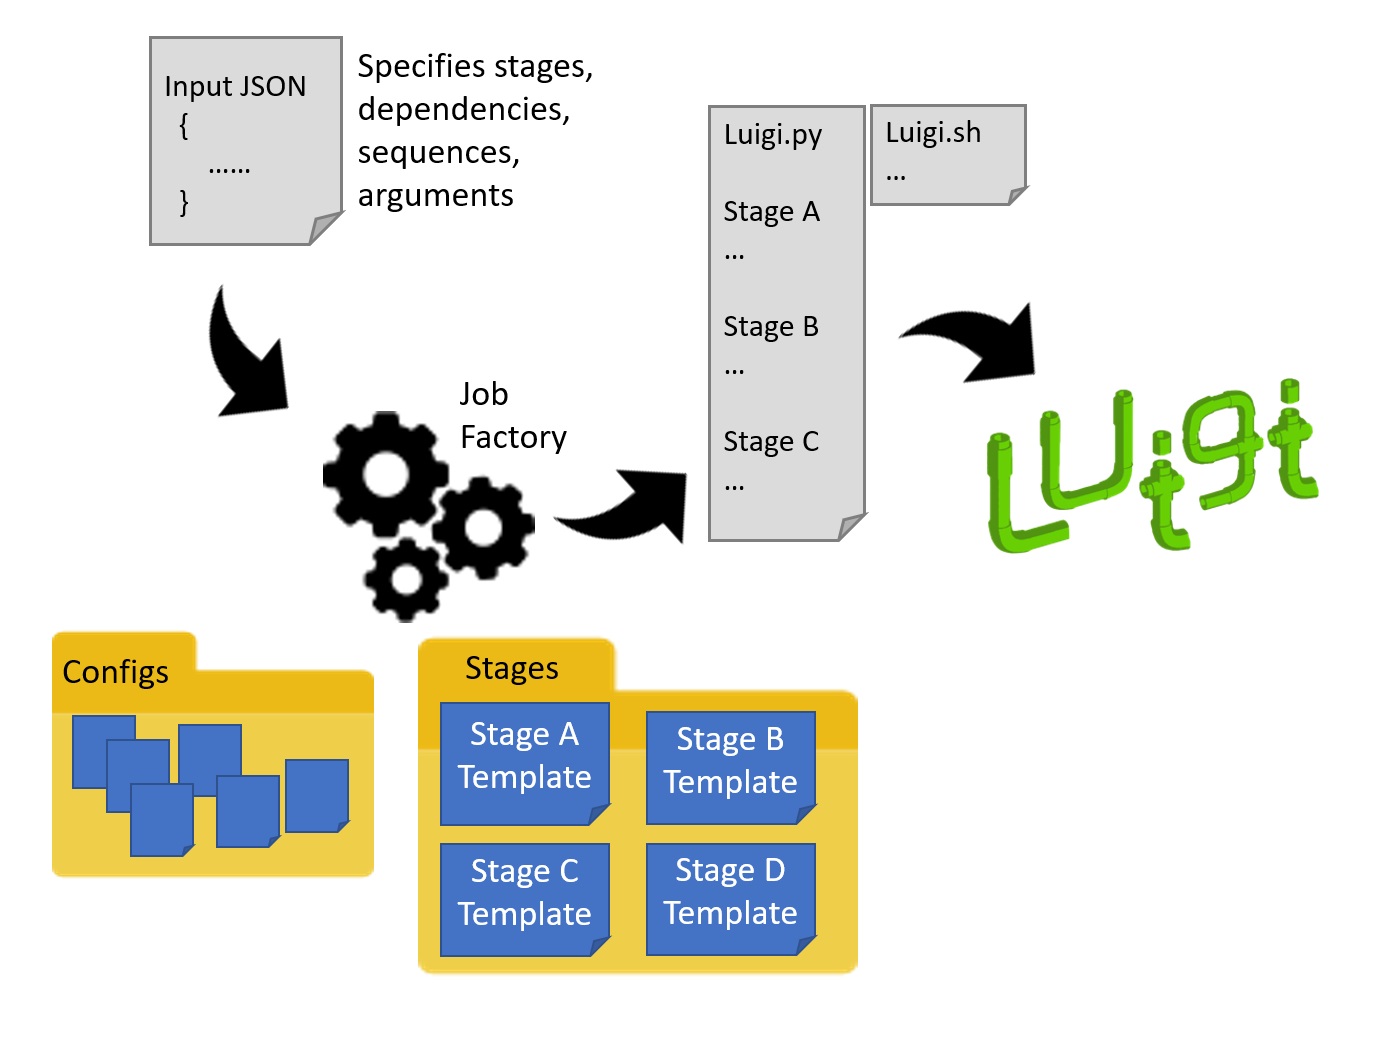 Input JSON
{
......
}
Specifies stages,
dependencies,
sequences,
arguments
Luigi.py
Stage A
...
Stage B
...
Stage C
...
Luigi.sh
...
Job
Factory
Luigi
Configs
Stages
Stage A
Template
Stage B
Template
Stage C
Template
Stage D
Template